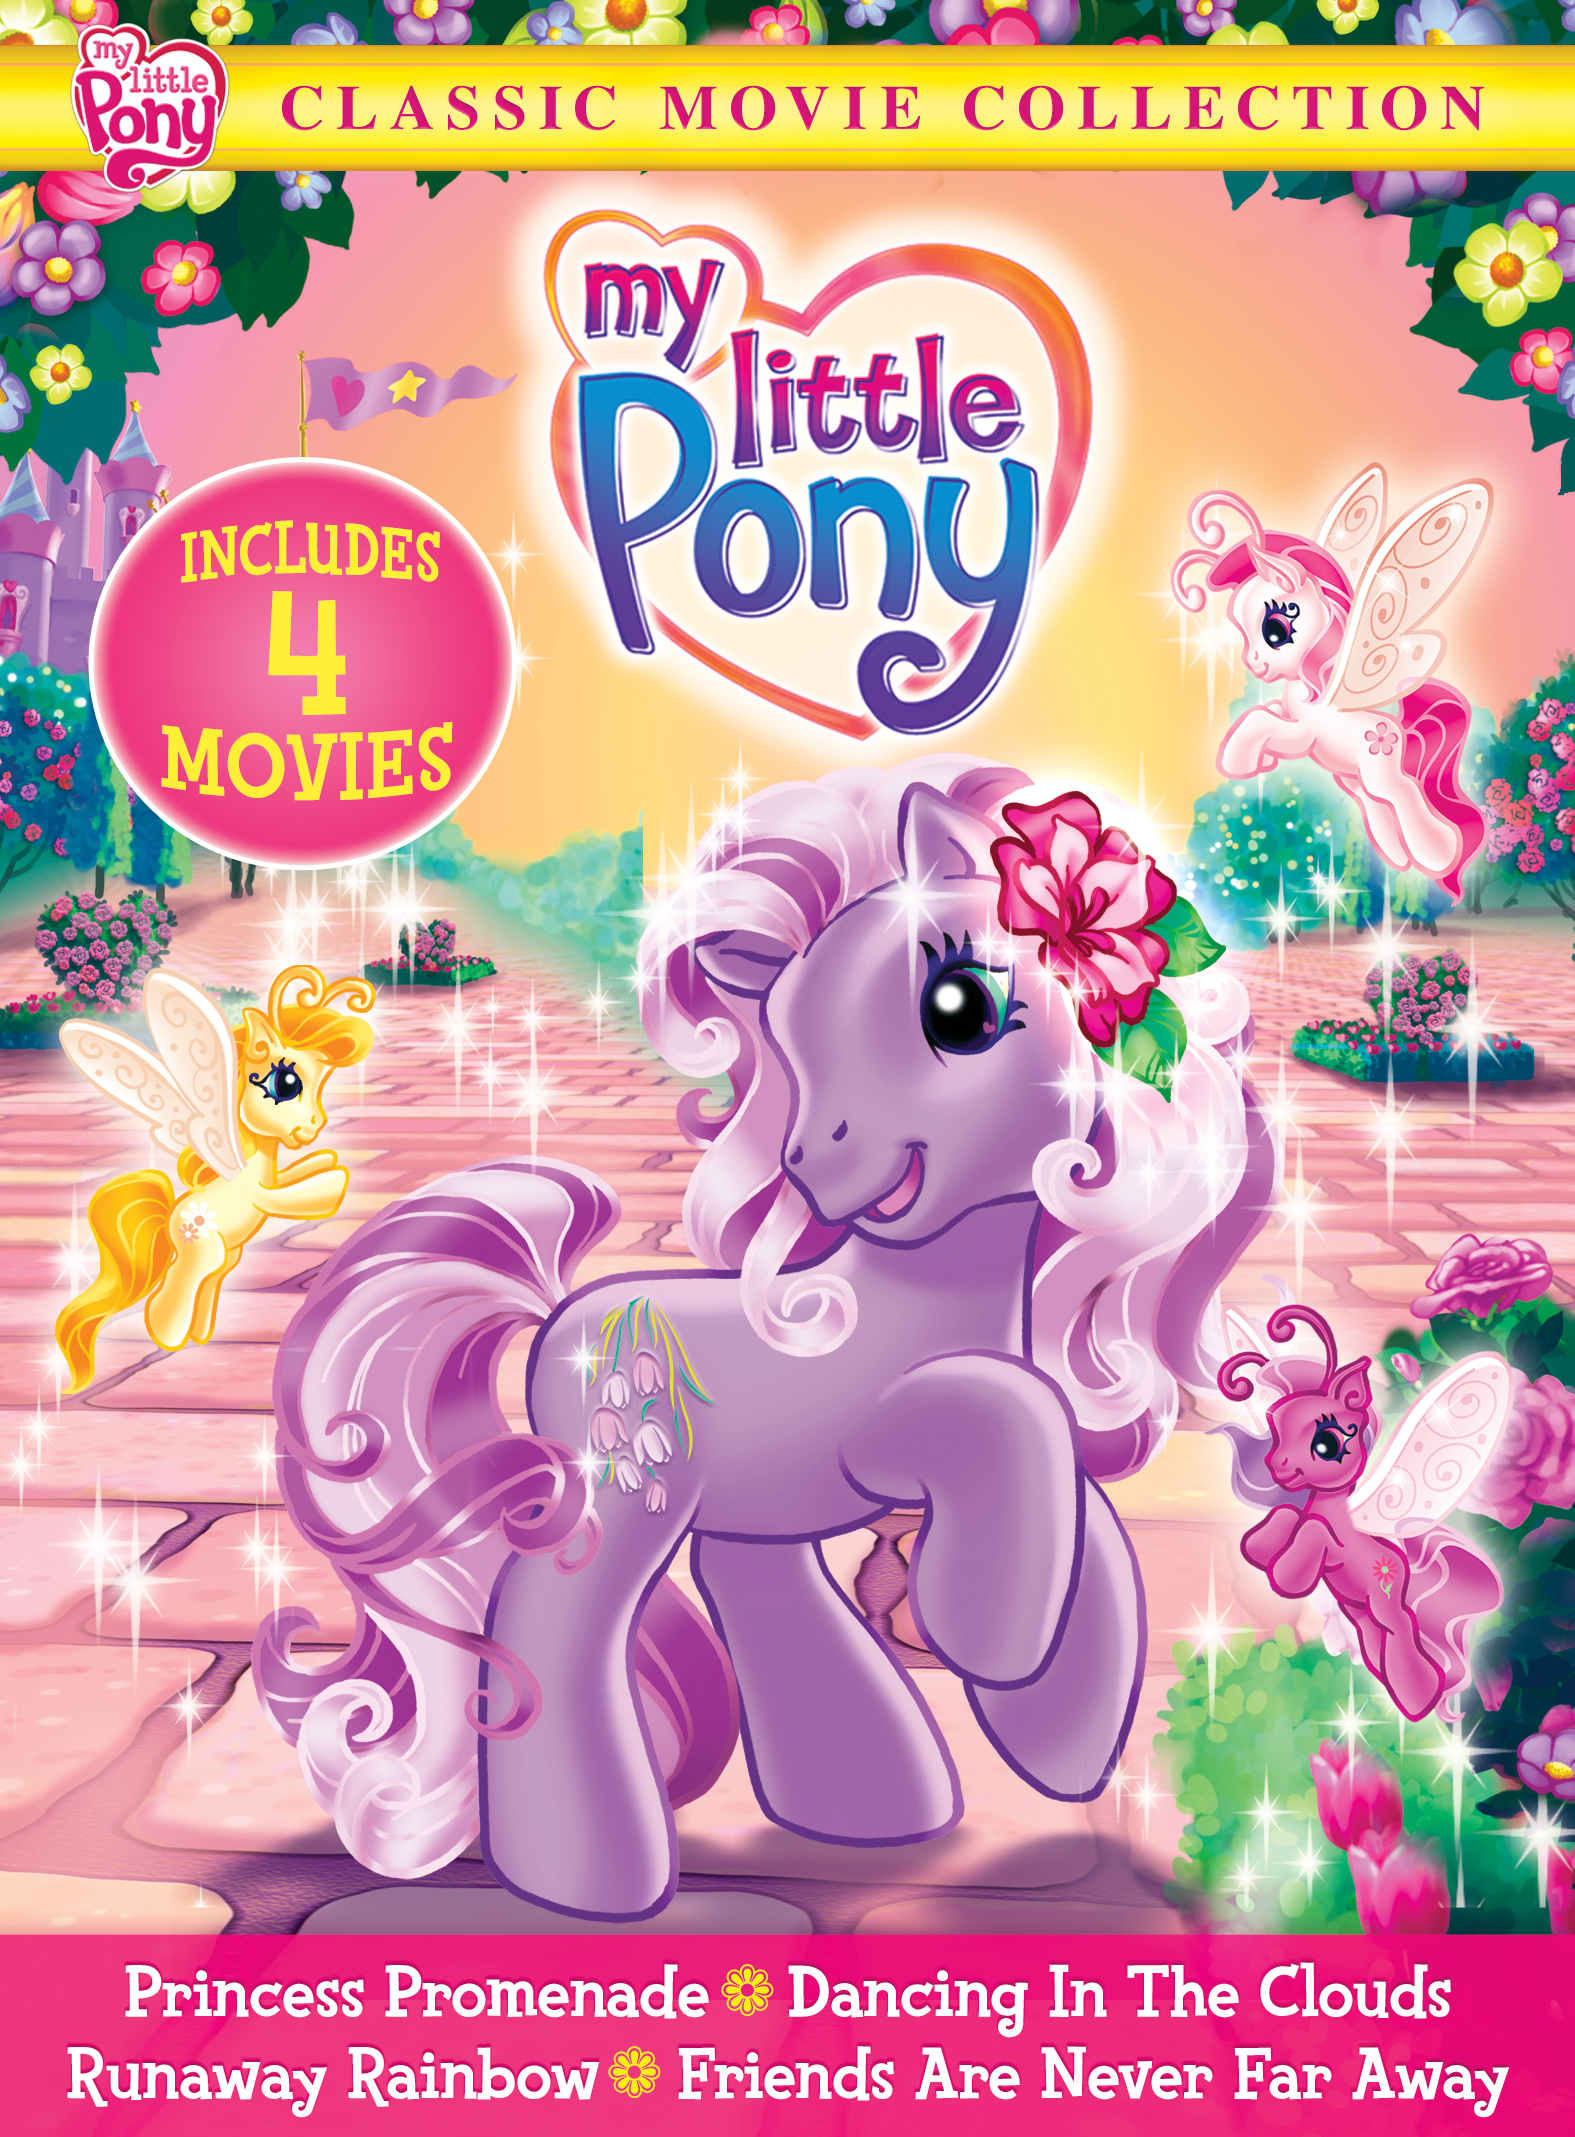 my little Pony CLASSIC MOVIE COLLECTION
my
little
Pony
INCLUDES
4
MOVIES
Princess Promenade Dancing In The Clouds
Runaway Rainbow Friends Are Never Far Away